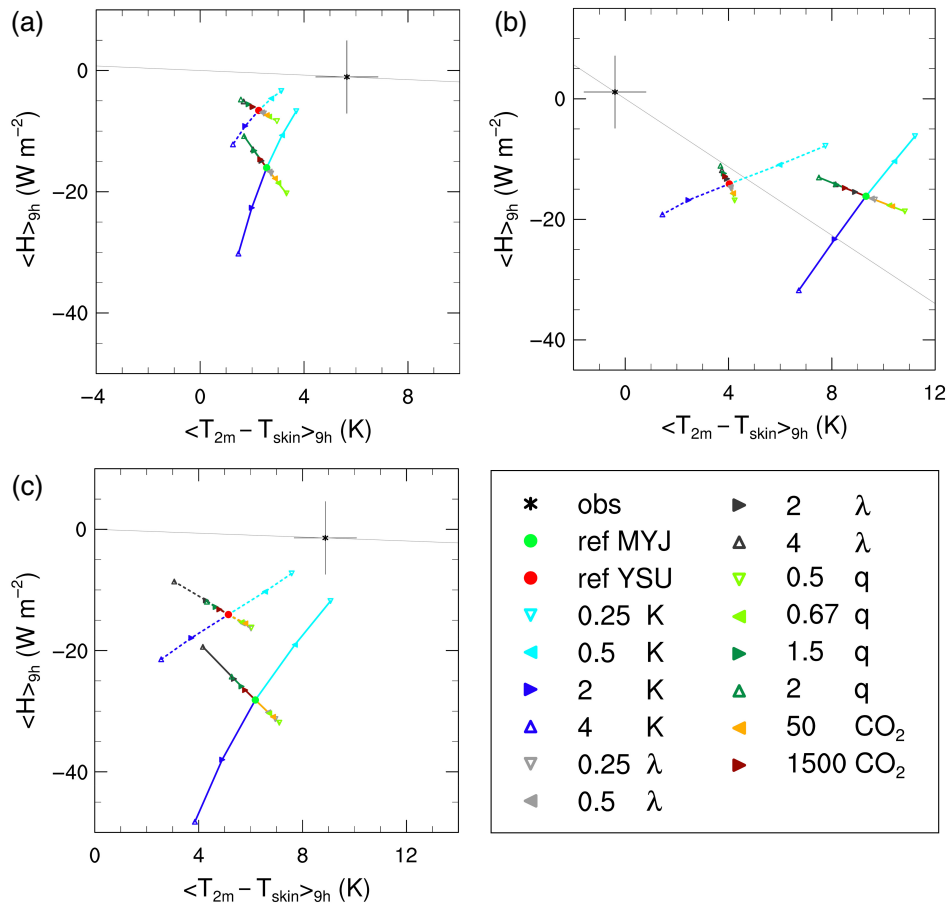 (a)
0
−20
−40
−4
0
4
8
<H>9h (W m−2)
<T2m − Tskin>9h (K)
(b)
0
−20
−40
0
4
8
12
<H>9h (W m−2)
<T2m − Tskin>9h (K)
(c)
0
−20
−40
0
4
8
12
<H>9h (W m−2)
<T2m − Tskin>9h (K)
obs
ref MYJ
ref YSU
0.25 K
0.5 K
2 K
4 K
0.25 λ
0.5 λ
2 λ
4 λ
0.5 q
0.67 q
1.5 q
2 q
50 CO2
1500 CO2